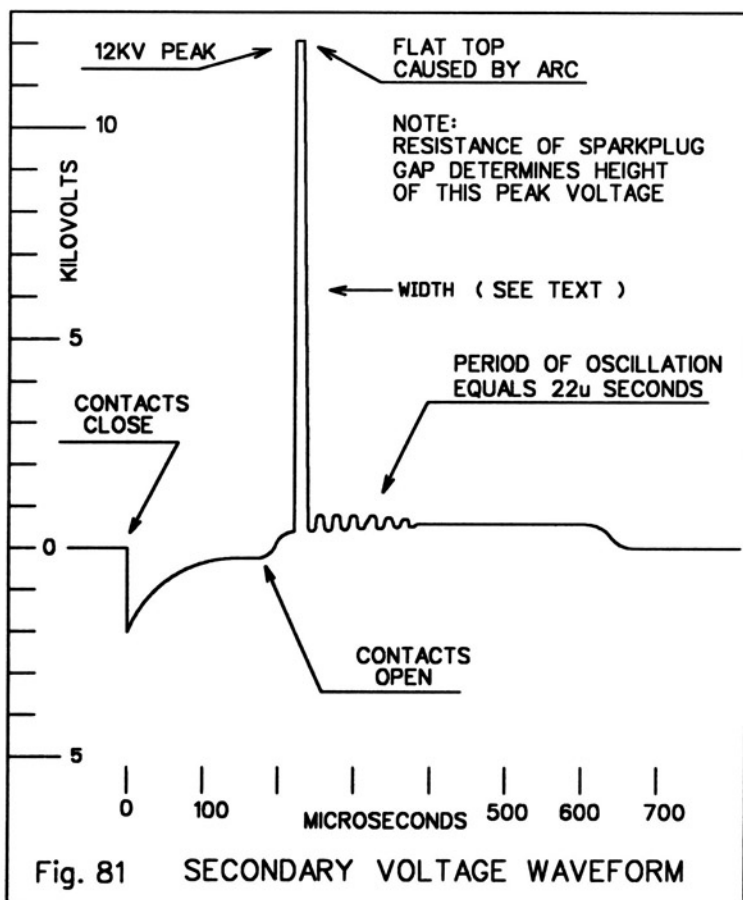 12KV PEAK
FLAT TOP
CAUSED BY ARC
10
NOTE:
RESISTANCE OF SPARKPLUG
GAP DETERMINES HEIGHT
OF THIS PEAK VOLTAGE
KILOVOLTS
WIDTH ( SEE TEXT )
5
PERIOD OF OSCILLATION
EQUALS 22u SECONDS
CONTACTS
CLOSE
0
CONTACTS
OPEN
5
0 100 500 600 700
MICROSECONDS
Fig. 81 SECONDARY VOLTAGE WAVEFORM